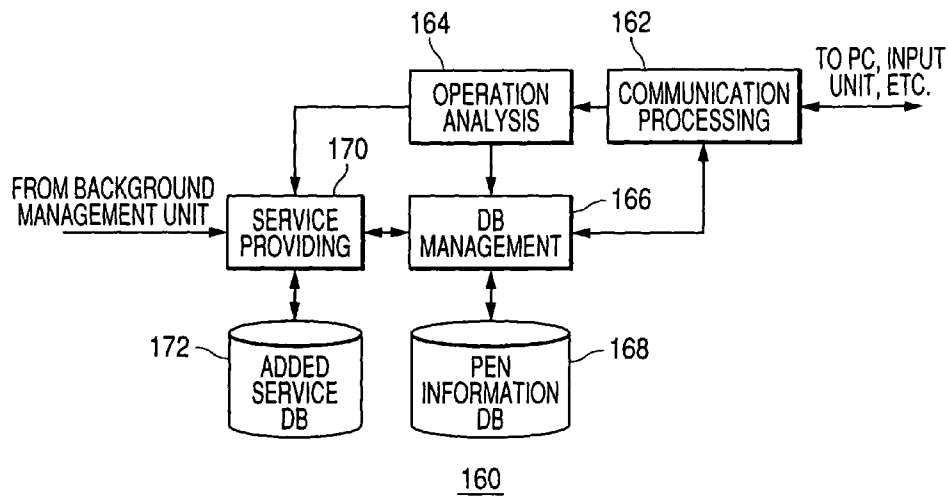 164
162
OPERATION
ANALYSIS
COMMUNICATION
PROCESSING
TO PC, INPUT
UNIT, ETC.
170
FROM BACKGROUND
MANAGEMENT UNIT
SERVICE
PROVIDING
DB
MANAGEMENT
166
172
ADDED
SERVICE
DB
PEN
INFORMATION
DB
168
160